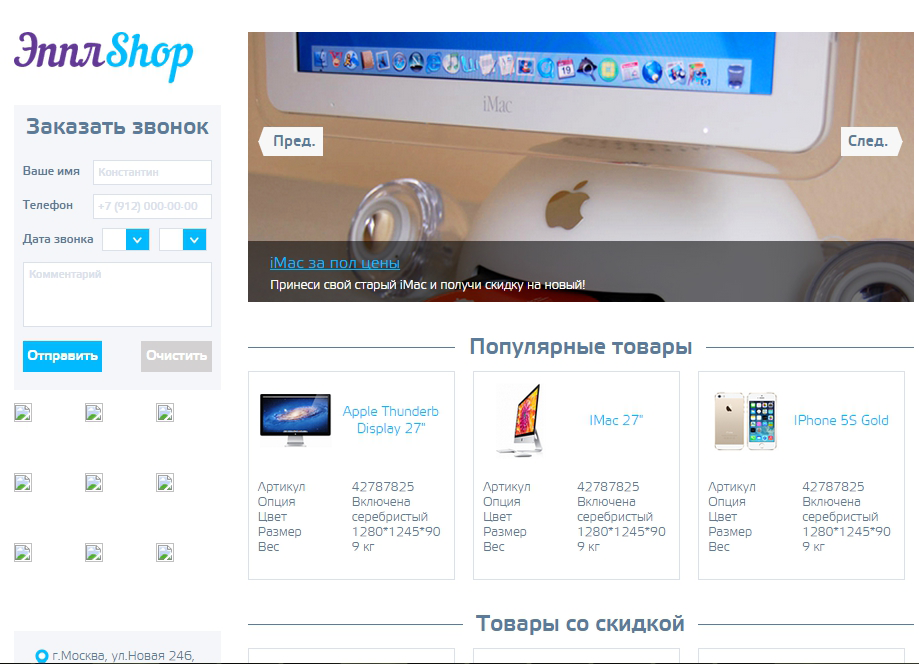 ЭпплShop
Заказать звонок
Ваше имя
Константин
Телефон
+7 (912) 000-00-00
Дата звонка
Комментарий
Отправить
Очистить
г.Москва, ул.Новая 246,
iMac
Пред.
След.
iMac за пол цены
Принеси свой старый iMac и получи скидку на новый!
Популярные товары
Apple Thunderb
Display 27"
Артикул 42787825
Опция Включена
Цвет серебристый
Размер 1280*1245*90
Вес 9 кг
IMac 27"
Артикул 42787825
Опция Включена
Цвет серебристый
Размер 1280*1245*90
Вес 9 кг
IPhone 5S Gold
Артикул 42787825
Опция Включена
Цвет серебристый
Размер 1280*1245*90
Вес 9 кг
Товары со скидкой